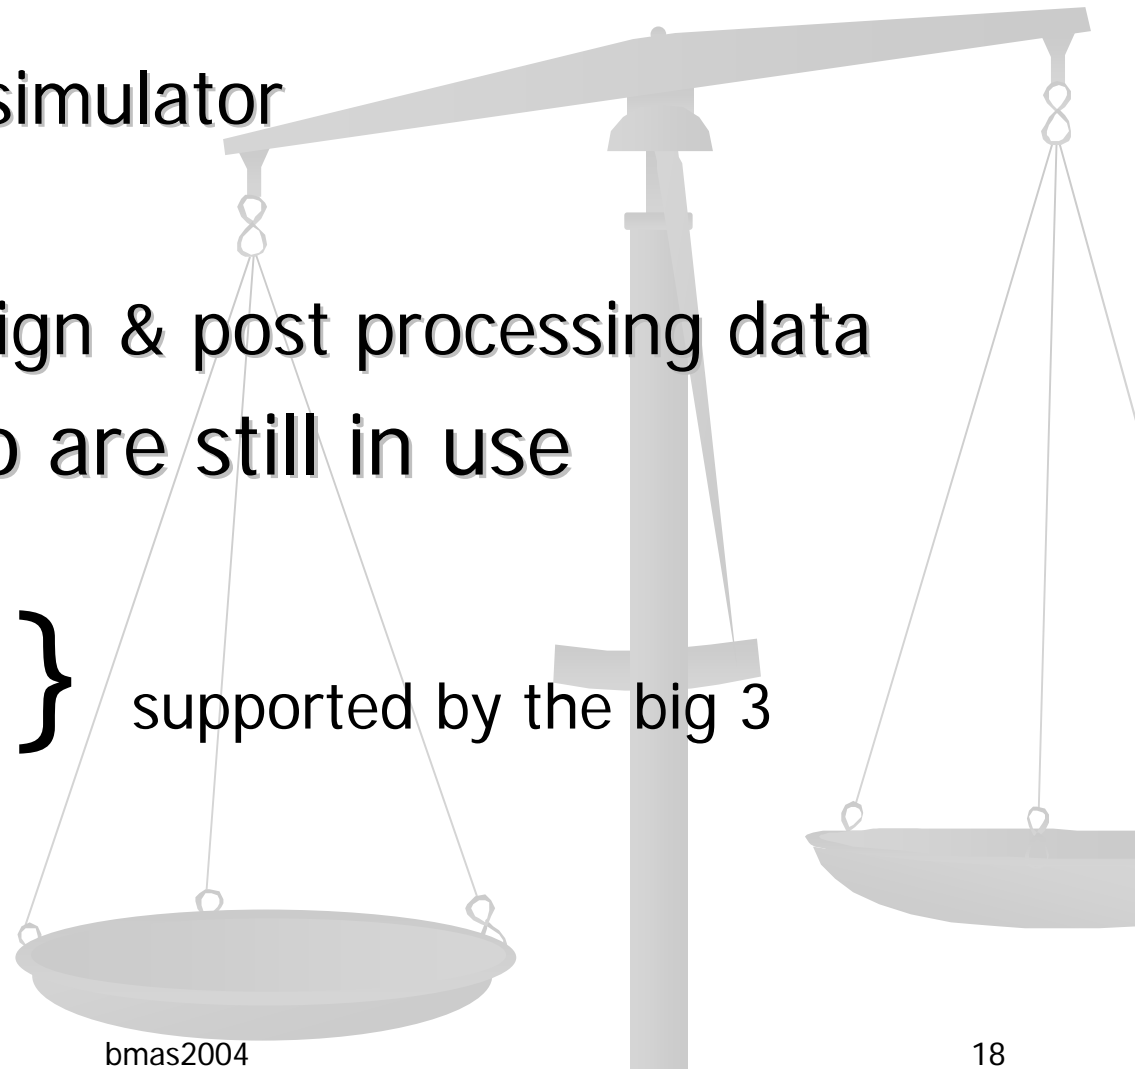 simulator
ign & post processing data
are still in use
} supported by the big 3
bmas2004 18